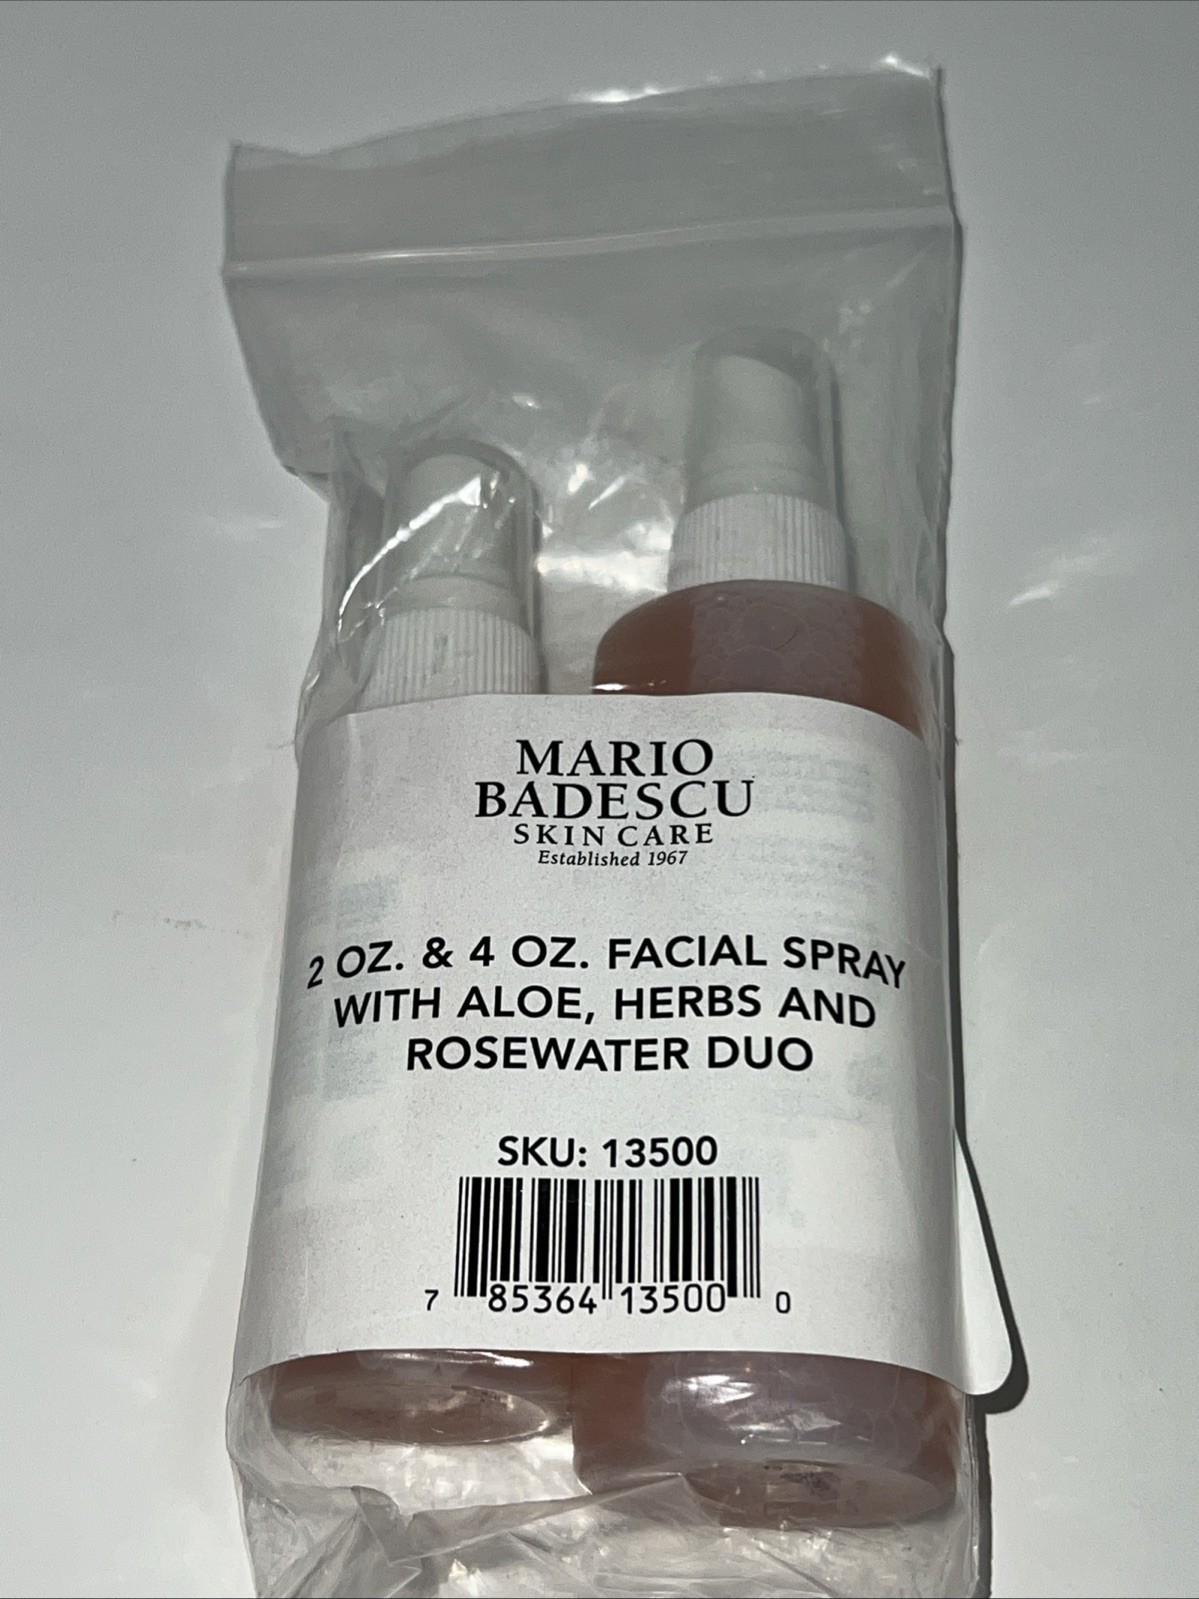 MARIO
BADESCU
SKIN CARE
Established 1967
2 OZ. & 4 OZ. FACIAL SPRAY
WITH ALOE, HERBS AND
ROSEWATER DUO
SKU: 13500
7 85364 13500 0